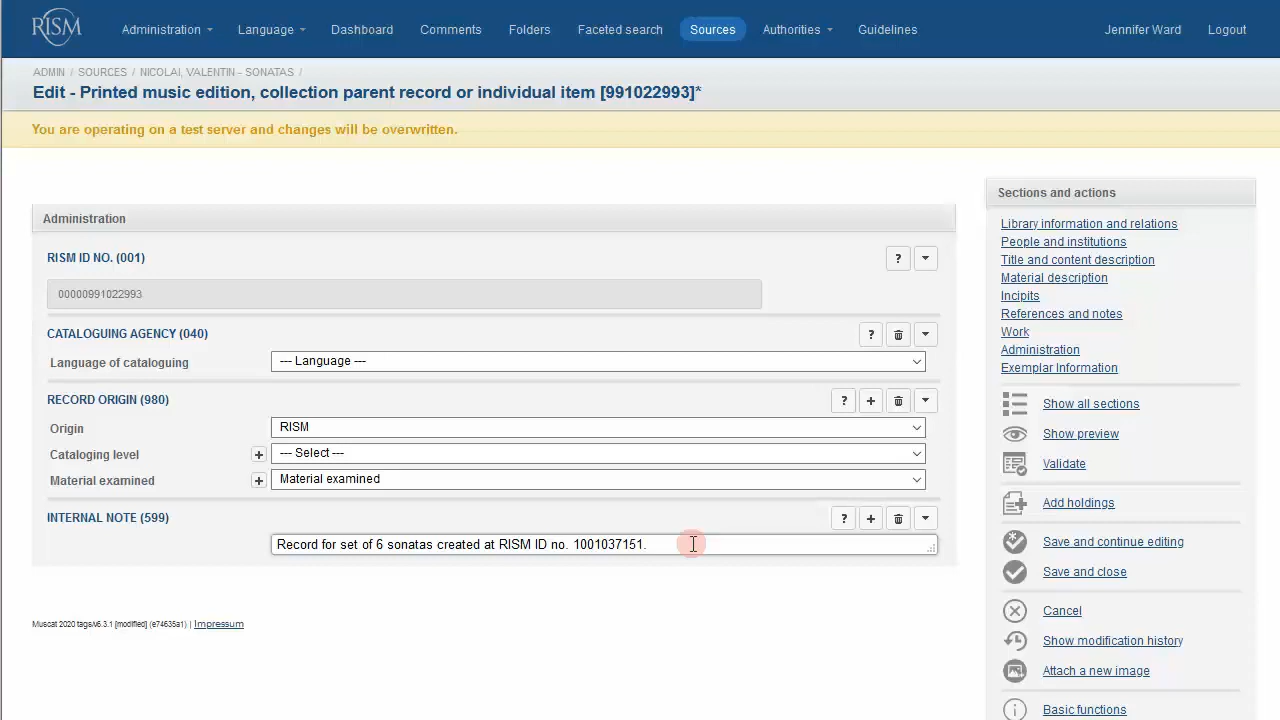 RISM
Administration Language Dashboard Comments Folders Faceted search Sources Authorities Guidelines Jennifer Ward Logout
ADMIN / SOURCES / NICOLAI, VALENTIN - SONATAS /
Edit - Printed music edition, collection parent record or individual item [991022993]*
You are operating on a test server and changes will be overwritten.
Administration
RISM ID NO. (001) ?
00000991022993
CATALOGUING AGENCY (040) ?
Language of cataloguing --- Language ---
RECORD ORIGIN (980) ? +
Origin RISM
Cataloging level + --- Select ---
Material examined + Material examined
INTERNAL NOTE (599) ? +
Record for set of 6 sonatas created at RISM ID no. 1001037151.
Muscat 2020 tags/v6.3.1 [modified] (e74635a1) | Impressum
Sections and actions
Library information and relations
People and institutions
Title and content description
Material description
Incipits
References and notes
Work
Administration
Exemplar Information
Show all sections
Show preview
Validate
Add holdings
Save and continue editing
Save and close
Cancel
Show modification history
Attach a new image
Basic functions